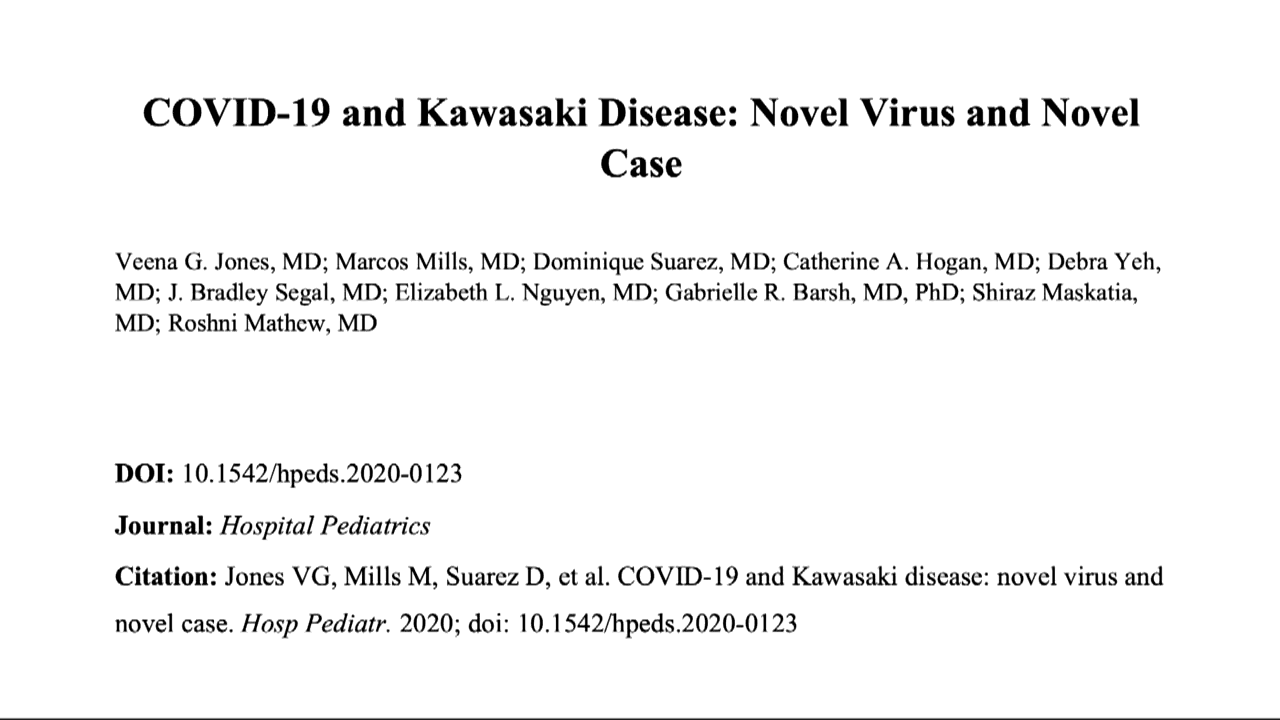 COVID-19 and Kawasaki Disease: Novel Virus and Novel
Case
Veena G. Jones, MD; Marcos Mills, MD; Dominique Suarez, MD; Catherine A. Hogan, MD; Debra Yeh,
MD; J. Bradley Segal, MD; Elizabeth L. Nguyen, MD; Gabrielle R. Barsh, MD, PhD; Shiraz Maskatia,
MD; Roshni Mathew, MD
DOI: 10.1542/hpeds.2020-0123
Journal: Hospital Pediatrics
Citation: Jones VG, Mills M, Suarez D, et al. COVID-19 and Kawasaki disease: novel virus and
novel case. Hosp Pediatr. 2020; doi: 10.1542/hpeds.2020-0123